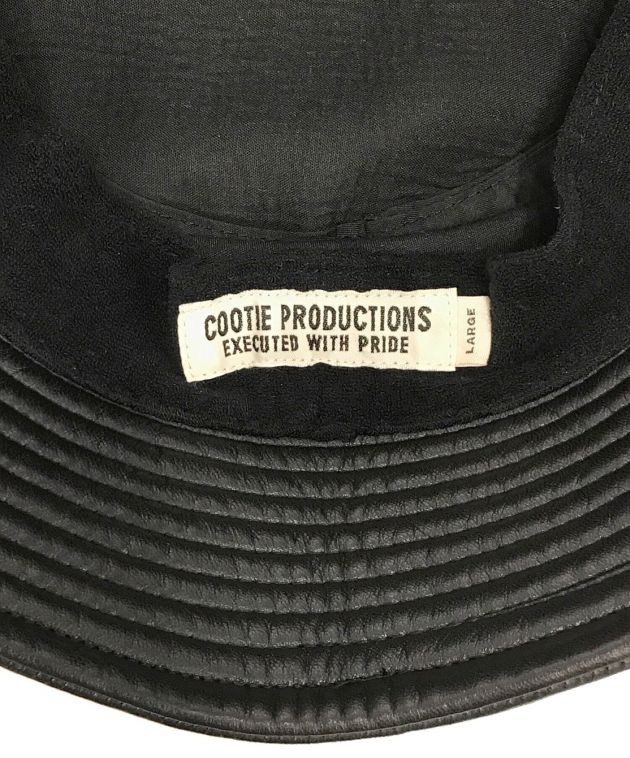 COOTIE PRODUCTIONS
EXECUTED WITH PRIDE
LARGE